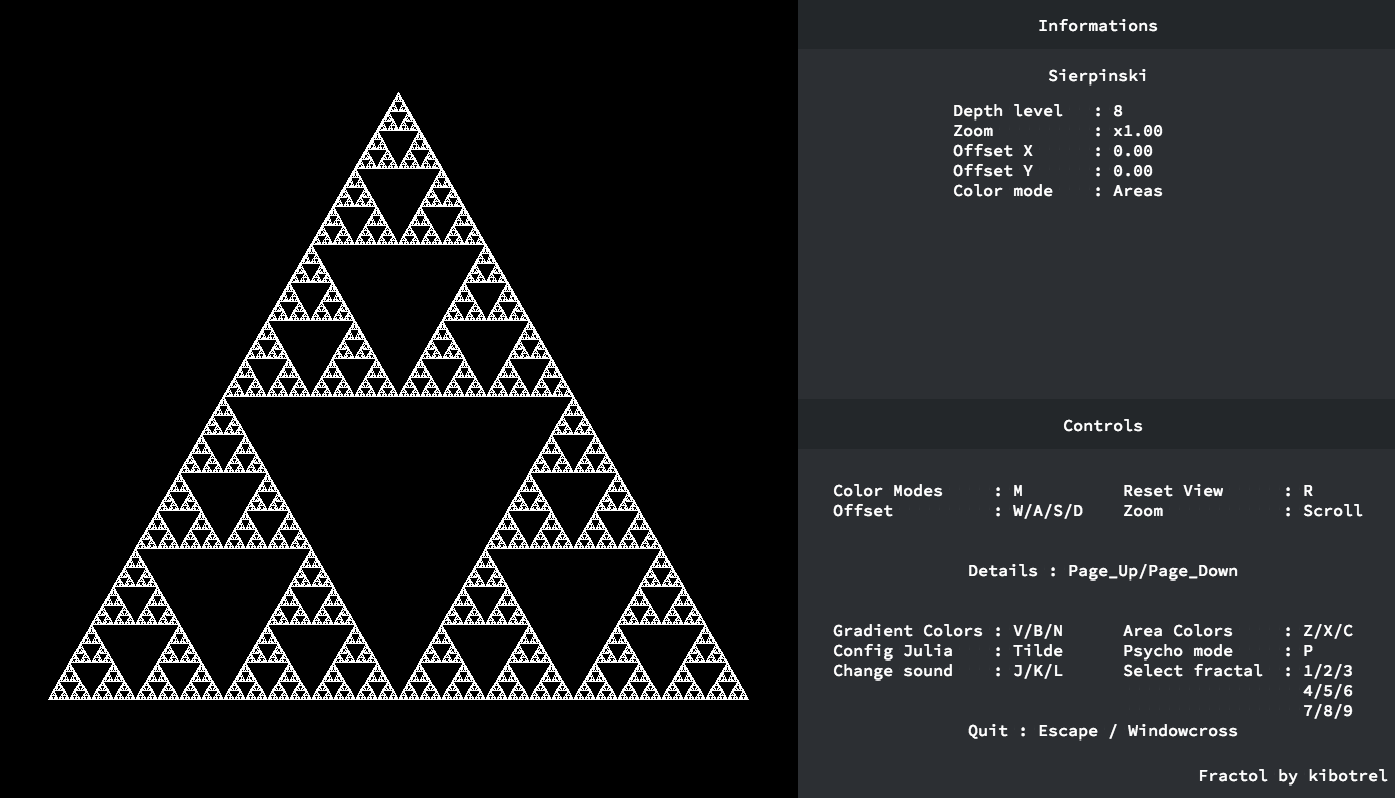 Informations
Sierpinski
Depth level : 8
Zoom : x1.00
Offset X : 0.00
Offset Y : 0.00
Color mode : Areas
Controls
Color Modes : M Reset View : R
Offset : W/A/S/D Zoom : Scroll
Details : Page_Up/Page_Down
Gradient Colors : V/B/N Area Colors : Z/X/C
Config Julia : Tilde Psycho mode : P
Change sound : J/K/L Select fractal : 1/2/3
4/5/6
7/8/9
Quit : Escape / Windowcross
Fractol by kibotrel